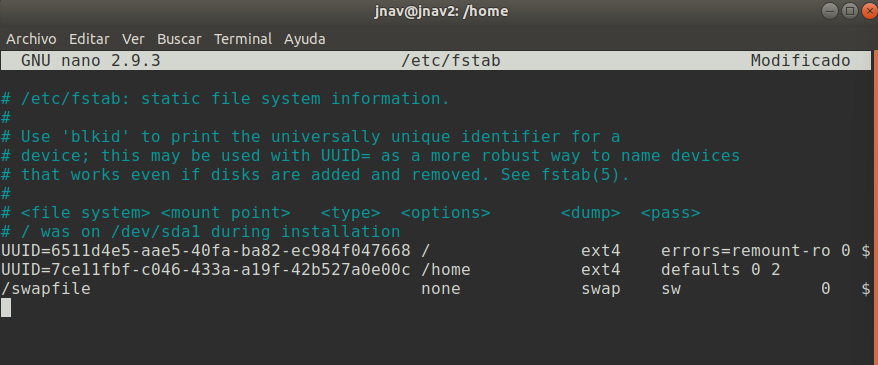 jnav@jnav2: /home
Archivo Editar Ver Buscar Terminal Ayuda
GNU nano 2.9.3 /etc/fstab Modificado
# /etc/fstab: static file system information.
#
# Use 'blkid' to print the universally unique identifier for a
# device; this may be used with UUID= as a more robust way to name devices
# that works even if disks are added and removed. See fstab(5).
#
# <file system> <mount point>   <type>  <options>       <dump>  <pass>
# / was on /dev/sda1 during installation
UUID=6511d4e5-aae5-40fa-ba82-ec984f047668 /               ext4    errors=remount-ro 0 $
UUID=7ce11fbf-c046-433a-a19f-42b527a0e00c /home           ext4    defaults 0 2
/swapfile                                 none            swap    sw              0   $